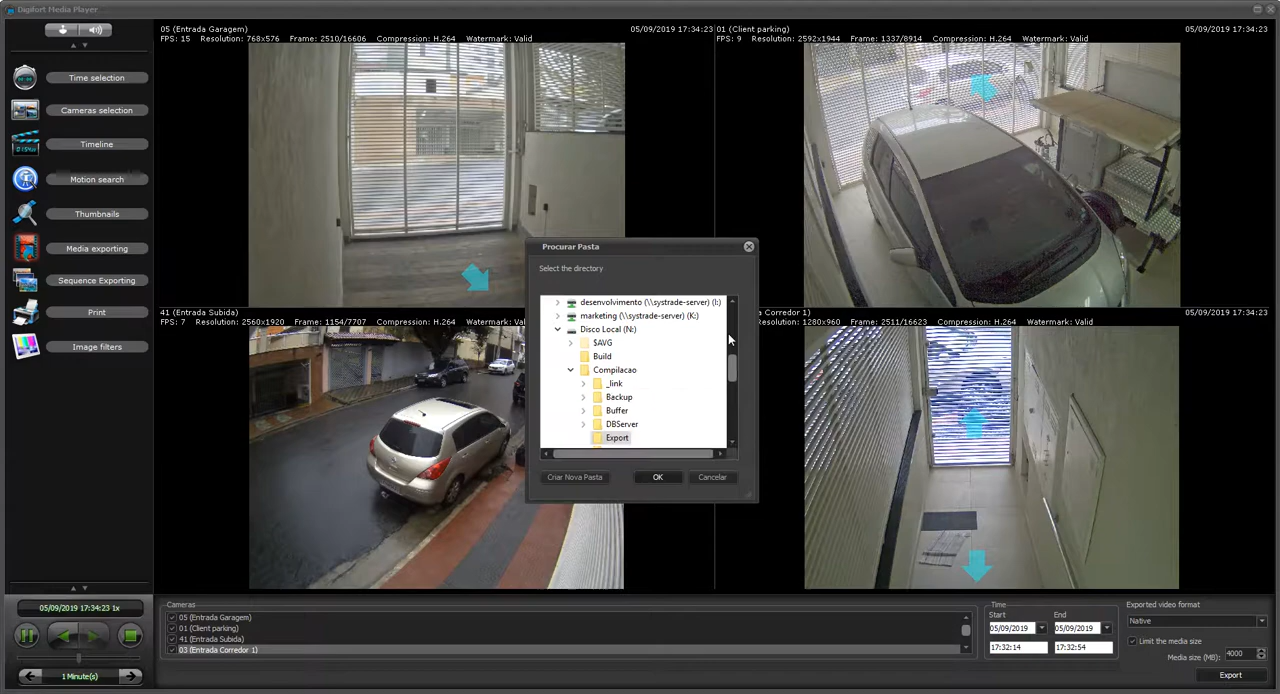 Digifort Media Player
Time selection
Cameras selection
Timeline
Motion search
Thumbnails
Media exporting
Sequence Exporting
Print
Image filters
05 (Entrada Garagem)
05/09/2019 17:34:23
FPS: 15 Resolution: 768x576 Frame: 2510/16606 Compression: H.264 Watermark: Valid
01 (Client parking)
05/09/2019 17:34:23
FPS: 9 Resolution: 2592x1944 Frame: 1337/8914 Compression: H.264 Watermark: Valid
41 (Entrada Subida)
FPS: 7 Resolution: 2560x1920 Frame: 1154/7707 Compression: H.264 Watermark: Val
a Corredor 1)
05/09/2019 17:34:23
Resolution: 1280x960 Frame: 2511/16623 Compression: H.264 Watermark: Valid
Procurar Pasta
Select the directory
desenvolvimento (\\systrade-server) (I:)
marketing (\\systrade-server) (K:)
Disco Local (N:)
$AVG
Build
Compilacao
_link
Backup
Buffer
DBServer
Export
Criar Nova Pasta
OK
Cancelar
05/09/2019 17:34:23 1x
1 Minute(s)
Cameras
05 (Entrada Garagem)
01 (Client parking)
41 (Entrada Subida)
03 (Entrada Corredor 1)
Time
Start
End
05/09/2019
05/09/2019
17:32:14
17:32:54
Exported video format
Native
Limit the media size
Media size (MB): 4000
Export